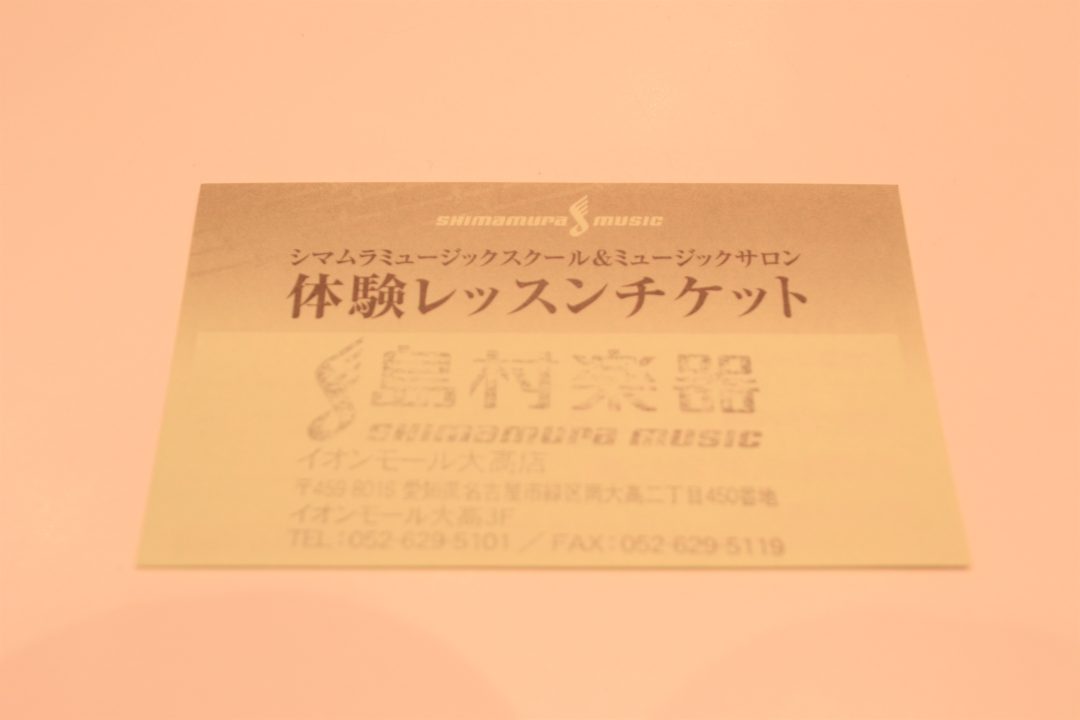 SHIMAMURA MUSIC
シマムラミュージックスクール&ミュージックサロン
体験レッスンチケット
島村楽器
SHIMAMURA MUSIC
イオンモール大高店
〒459-8016 愛知県名古屋市緑区南大高二丁目450番地
イオンモール大高3F
TEL:052-629-5101 / FAX:052-629-5119